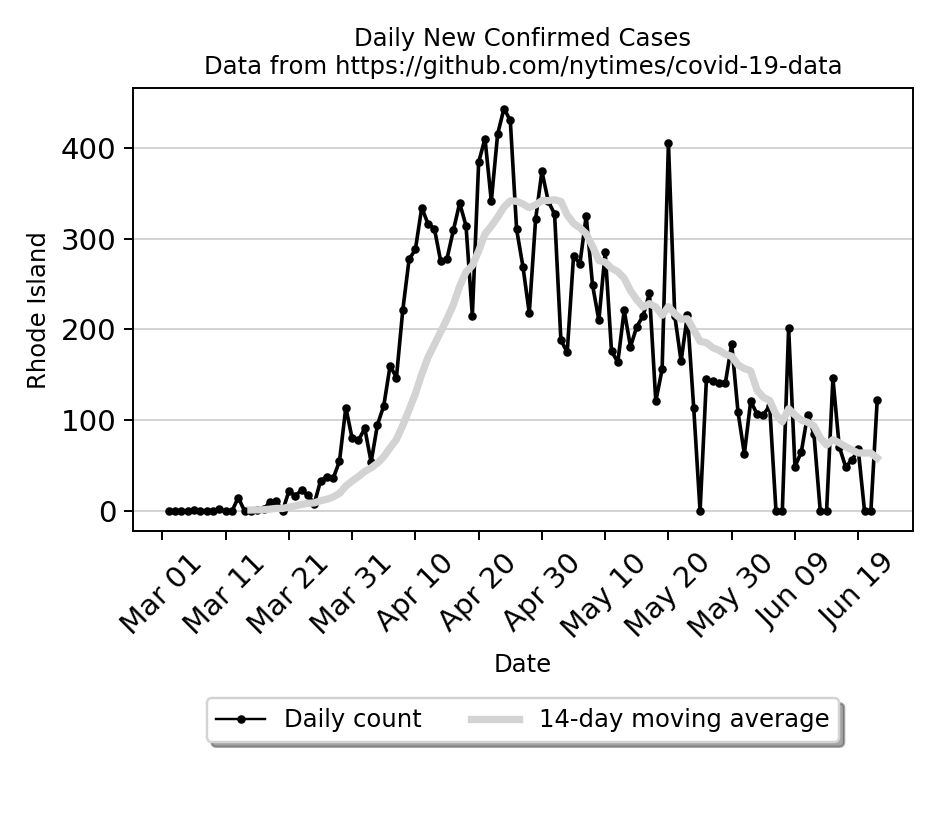 Daily New Confirmed Cases
Data from https://github.com/nytimes/covid-19-data
Rhode Island
400
300
200
100
0
Mar 01
Mar 11
Mar 21
Mar 31
Apr 10
Apr 20
Apr 30
May 10
May 20
May 30
Jun 09
Jun 19
Date
Daily count
14-day moving average